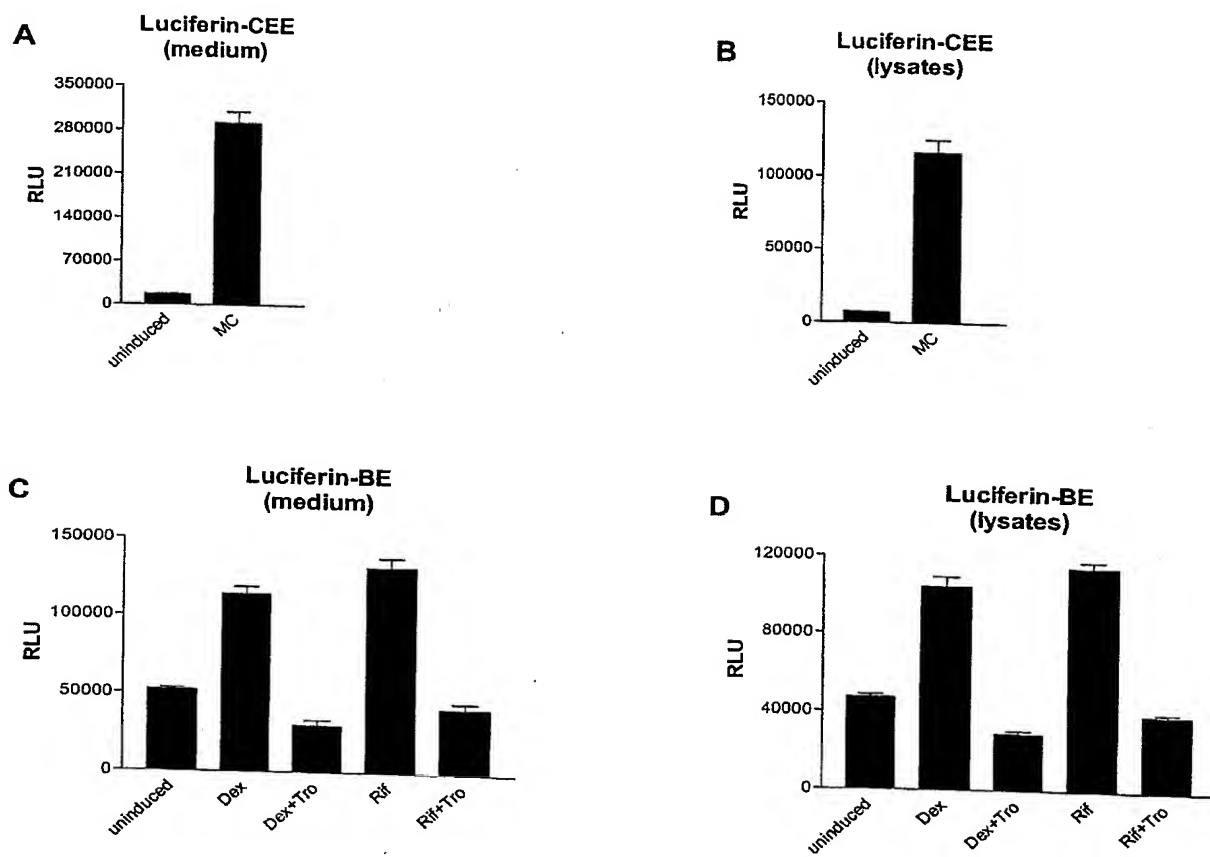 A
Luciferin-CEE
(medium)
350000
280000
210000
140000
70000
0
RLU
uninduced
MC
B
Luciferin-CEE
(lysates)
150000
100000
50000
0
RLU
uninduced
MC
C
Luciferin-BE
(medium)
150000
100000
50000
0
RLU
uninduced
Dex
Dex+Tro
Rif
Rif+Tro
D
Luciferin-BE
(lysates)
120000
80000
40000
0
RLU
uninduced
Dex
Dex+Tro
Rif
Rif+Tro